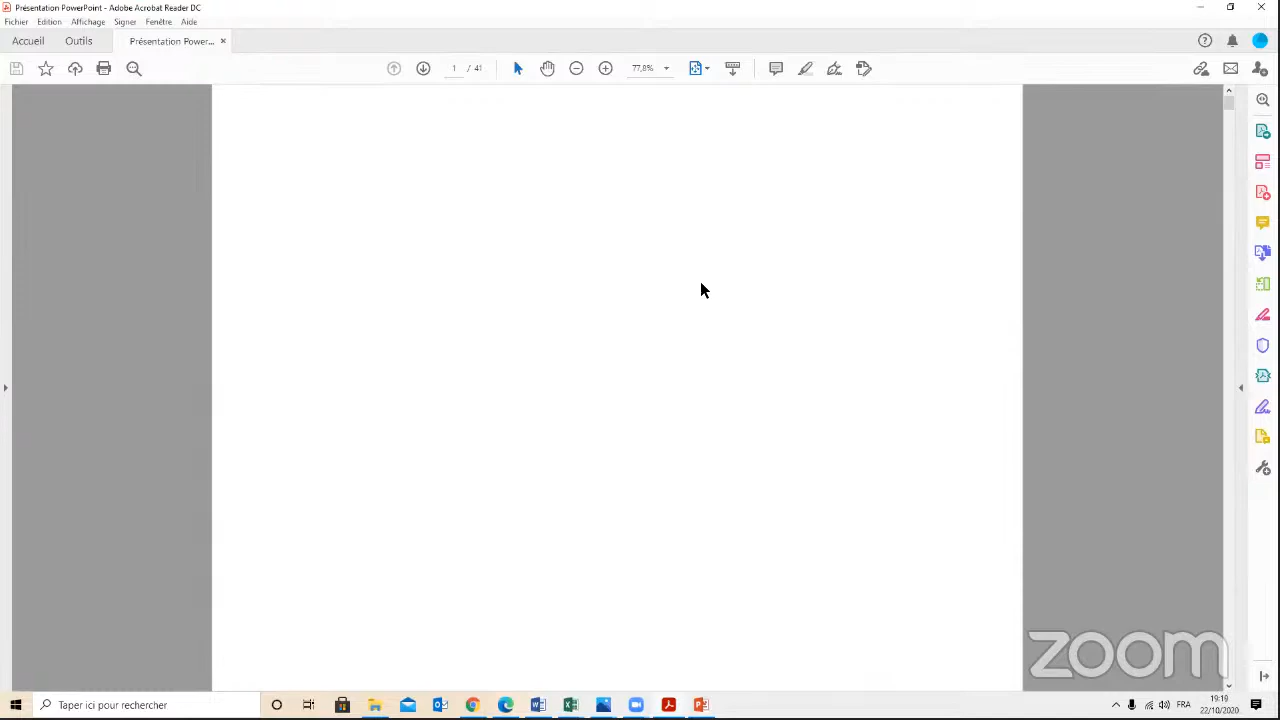 Présentation PowerPoint - Adobe Acrobat Reader DC
Fichier Edition Affichage Signer Fenêtre Aide
Accueil Outils Présentation Power... ×
1 / 41 77,8%
zoom
Taper ici pour rechercher
FRA
19:19
22/10/2020